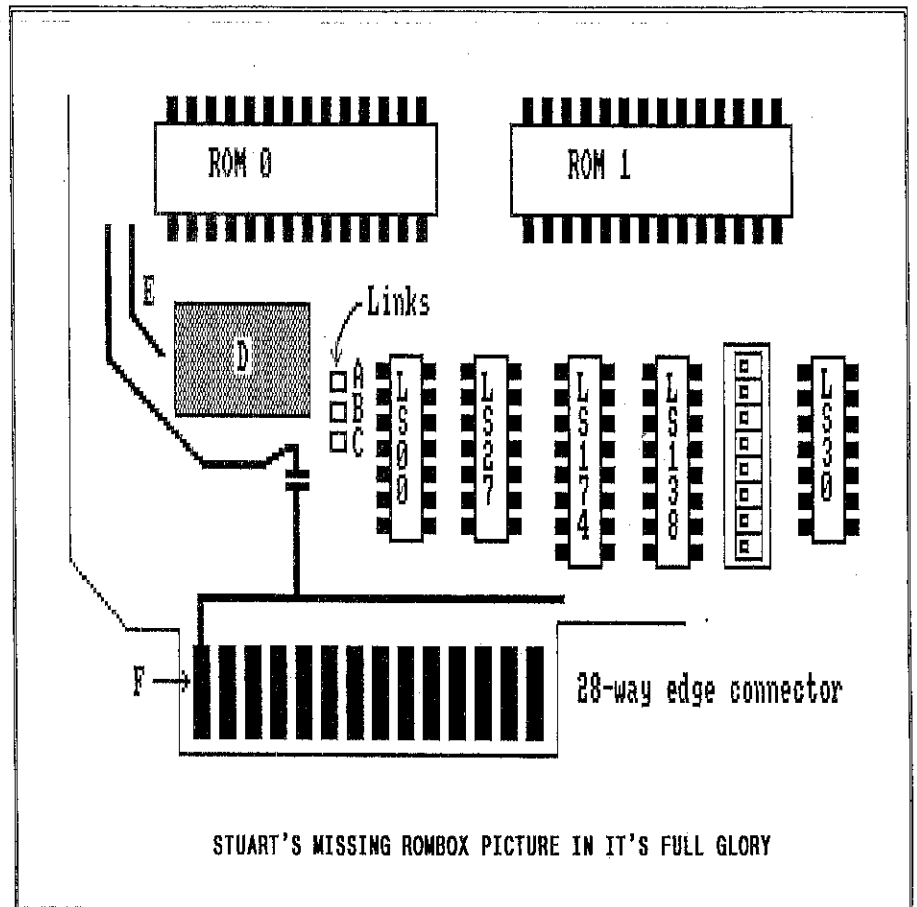 ROM 0
ROM 1
E
D
Links
A
B
C
LS00
LS27
LS174
LS138
LS30
F
28-way edge connector
STUART'S MISSING ROMBOX PICTURE IN IT'S FULL GLORY